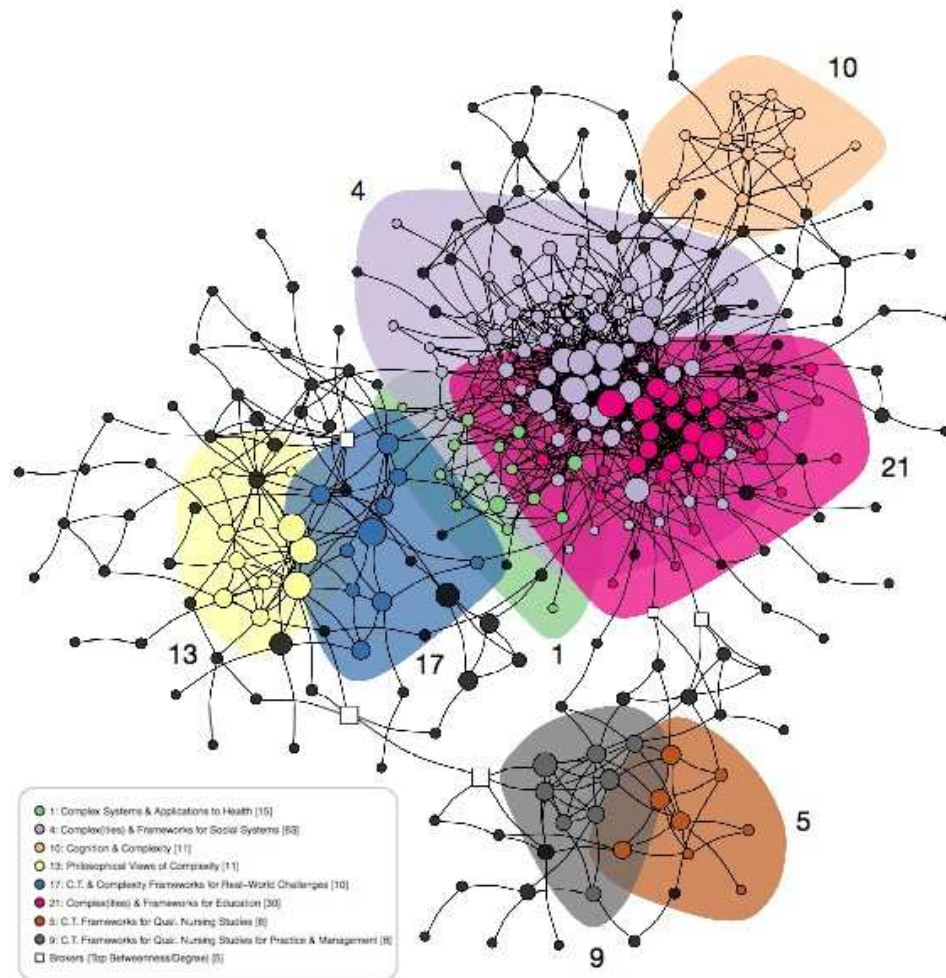 10
4
21
13
17
1
5
9
1: Complex Systems & Applications to Health [15]
4: Complex(ities) & Frameworks for Social Systems [63]
10: Cognition & Complexity [11]
13: Philosophical Views of Complexity [11]
17: C.T. & Complexity Frameworks for Real-World Challenges [10]
21: Complex(ities) & Frameworks for Education [30]
5: C.T. Frameworks for Qual. Nursing Studies [8]
9: C.T. Frameworks for Qual. Nursing Studies for Practice & Management [8]
Brokers (Top Betweenness/Degree) [5]